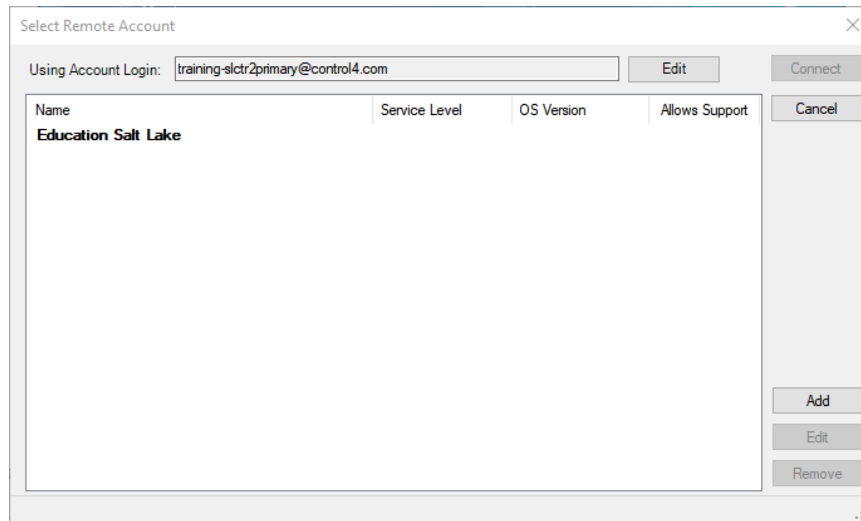 Select Remote Account
Using Account Login: training-slctr2primary@control4.com Edit Connect
Name Service Level OS Version Allows Support Cancel
Education Salt Lake
Add
Edit
Remove